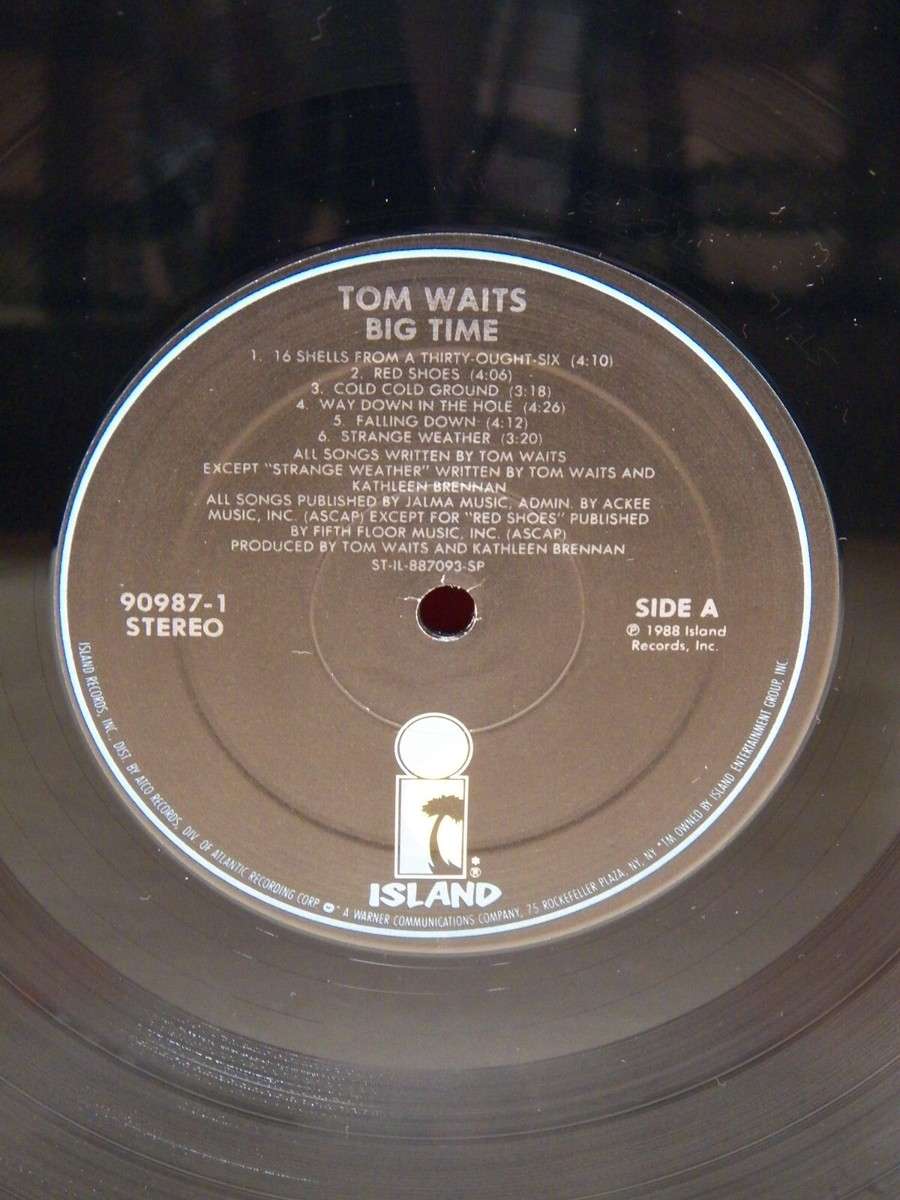 TOM WAITS
BIG TIME
1. 16 SHELLS FROM A THIRTY-OUGHT-SIX (4:10)
2. RED SHOES (4:06)
3. COLD COLD GROUND (3:18)
4. WAY DOWN IN THE HOLE (4:26)
5. FALLING DOWN (4:12)
6. STRANGE WEATHER (3:20)
ALL SONGS WRITTEN BY TOM WAITS
EXCEPT "STRANGE WEATHER" WRITTEN BY TOM WAITS AND
KATHLEEN BRENNAN
ALL SONGS PUBLISHED BY JALMA MUSIC, ADMIN. BY ACKEE
MUSIC, INC. (ASCAP) EXCEPT FOR "RED SHOES" PUBLISHED
BY FIFTH FLOOR MUSIC, INC. (ASCAP)
PRODUCED BY TOM WAITS AND KATHLEEN BRENNAN
ST-IL-887093-SP
90987-1
STEREO
SIDE A
℗ 1988 Island
Records, Inc.
*
®
ISLAND
ISLAND RECORDS, INC., DIST. BY ATCO RECORDS, DIV. OF ATLANTIC RECORDING CORP. ° A WARNER COMMUNICATIONS COMPANY, 75 ROCKEFELLER PLAZA, NY, NY *TM OWNED BY ISLAND ENTERTAINMENT GROUP, INC.